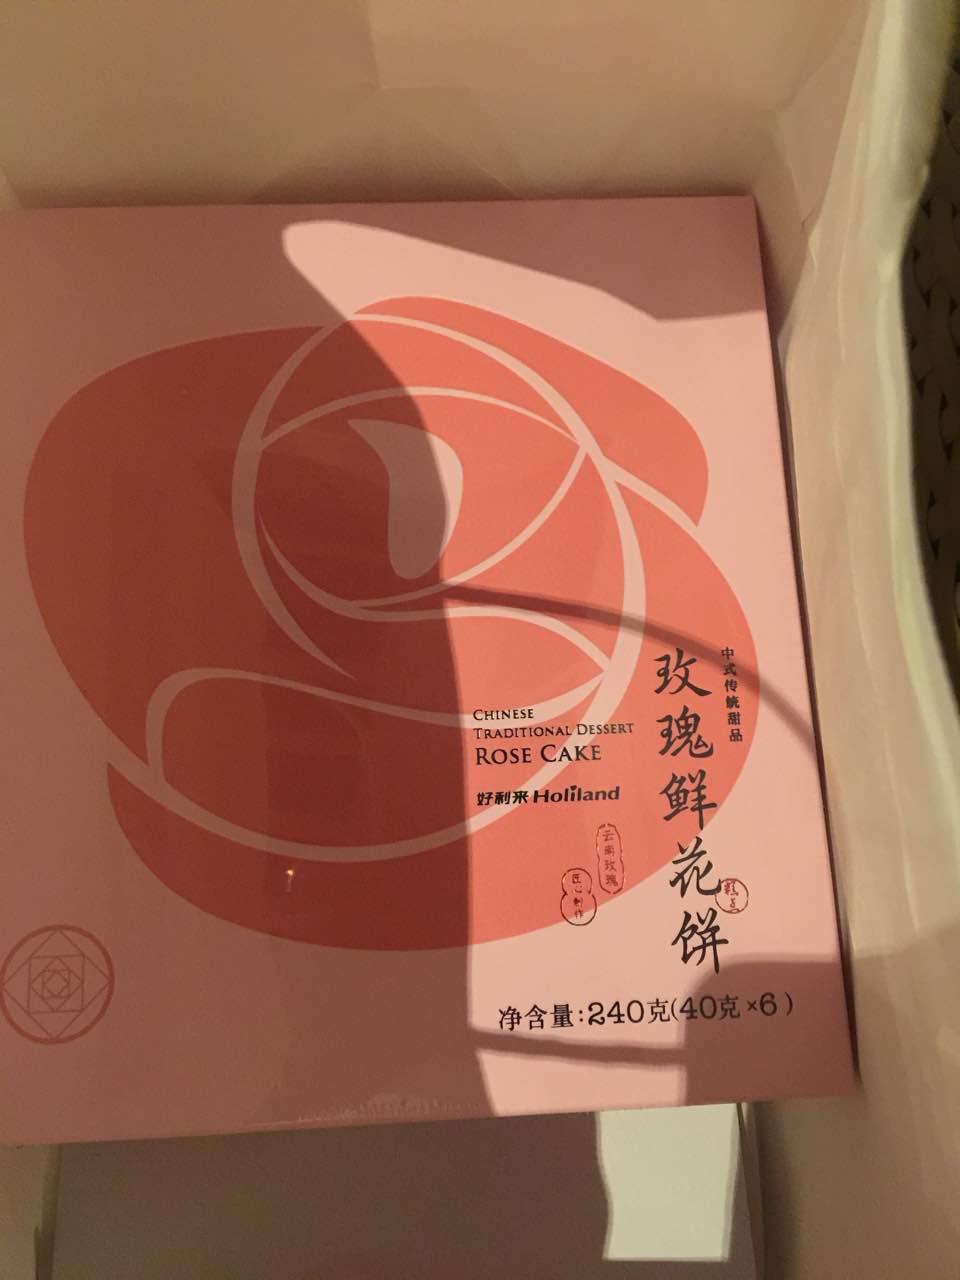 中式传统甜品
玫瑰鲜花饼
糕点
CHINESE
TRADITIONAL DESSERT
ROSE CAKE
好利来 Holiland
云南玫瑰
匠心制作
净含量:240克(40克×6)